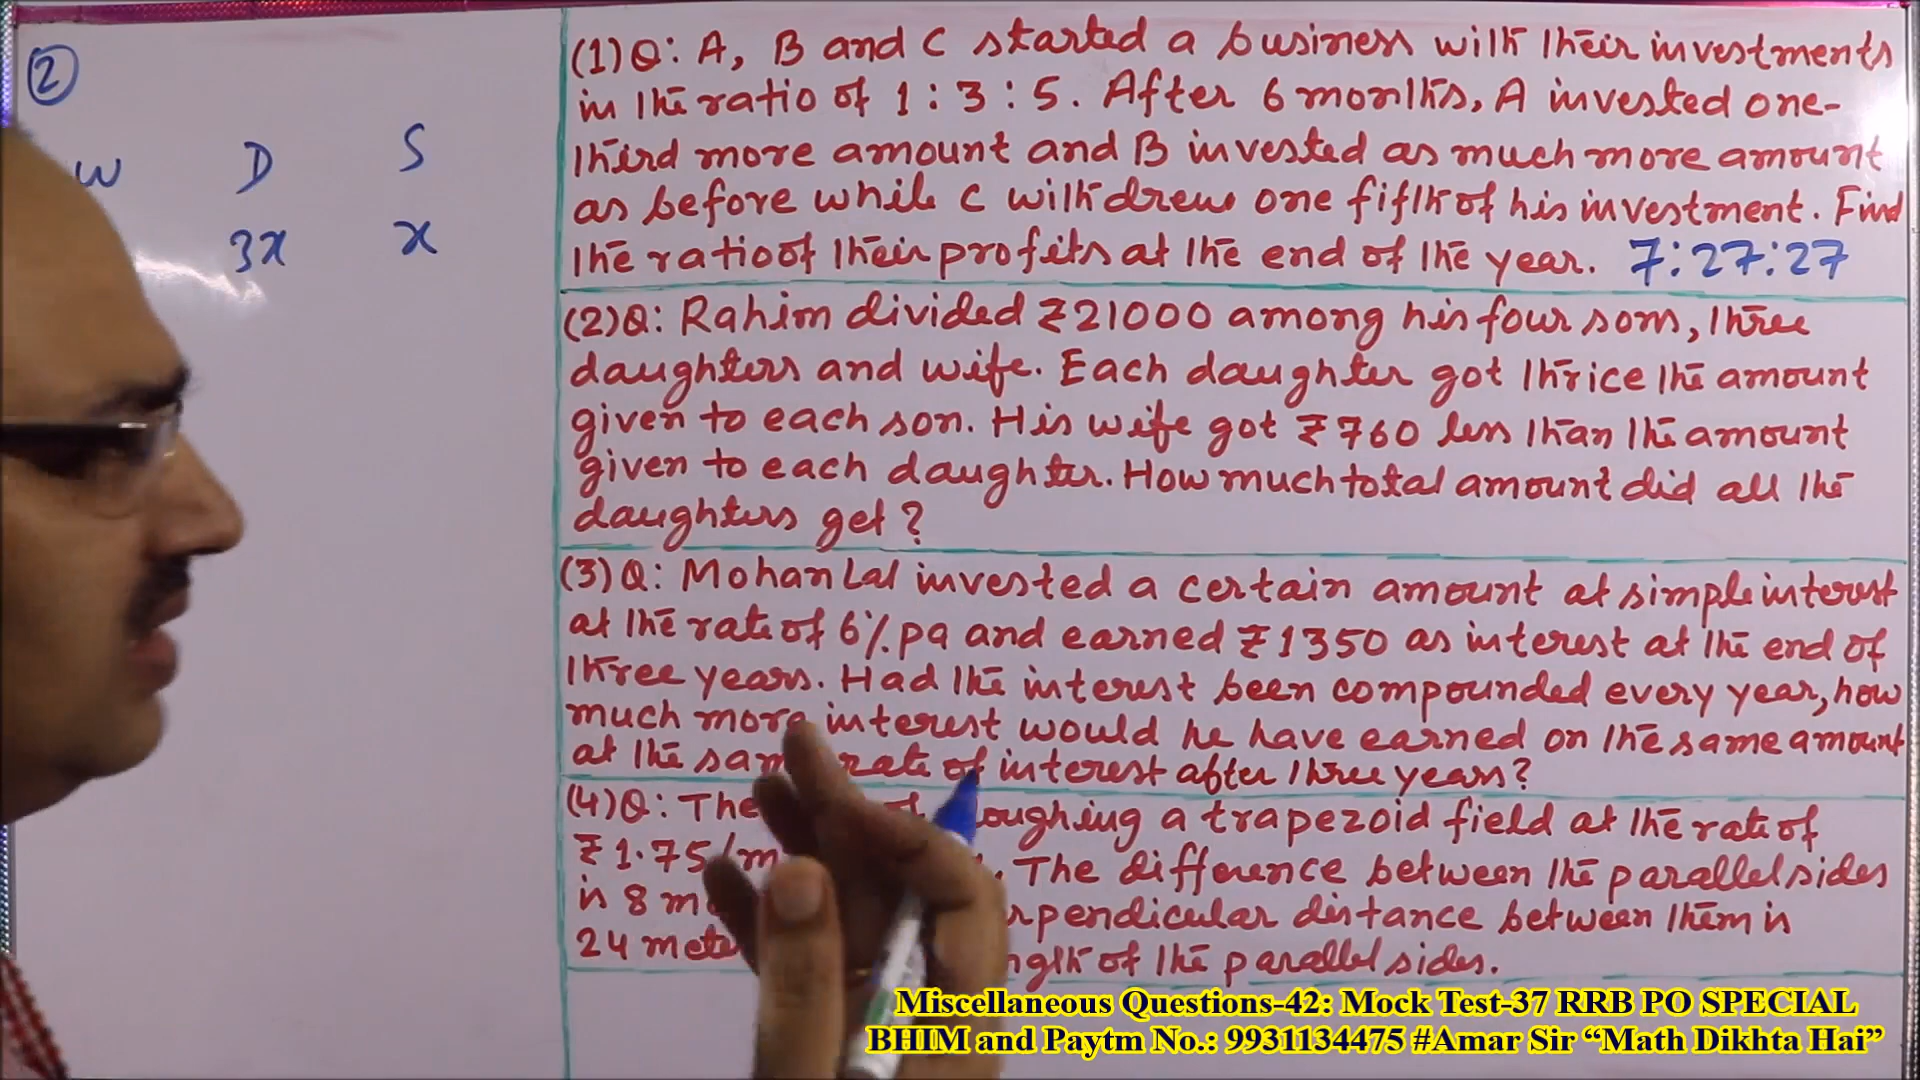 2
W D S
3x x
(1)Q: A, B and C started a business with their investments
in the ratio of 1 : 3 : 5. After 6 months, A invested one-
third more amount and B invested as much more amount
as before while C withdrew one fifth of his investment. Find
the ratio of their profits at the end of the year. 7:27:27
(2)Q: Rahim divided ₹21000 among his four sons, three
daughters and wife. Each daughter got thrice the amount
given to each son. His wife got ₹760 less than the amount
given to each daughter. How much total amount did all the
daughters get?
(3)Q: Mohan Lal invested a certain amount at simple interest
at the rate of 6% pa and earned ₹1350 as interest at the end of
three years. Had the interest been compounded every year, how
much more interest would he have earned on the same amount
at the same rate of interest after three years?
(4)Q: The ploughing a trapezoid field at the rate of
₹1.75/m The difference between the parallel sides
is 8 perpendicular distance between them is
24 of the parallel sides.
Miscellaneous Questions-42: Mock Test-37 RRB PO SPECIAL
BHIM and Paytm No.: 9931134475 #Amar Sir “Math Dikhta Hai”